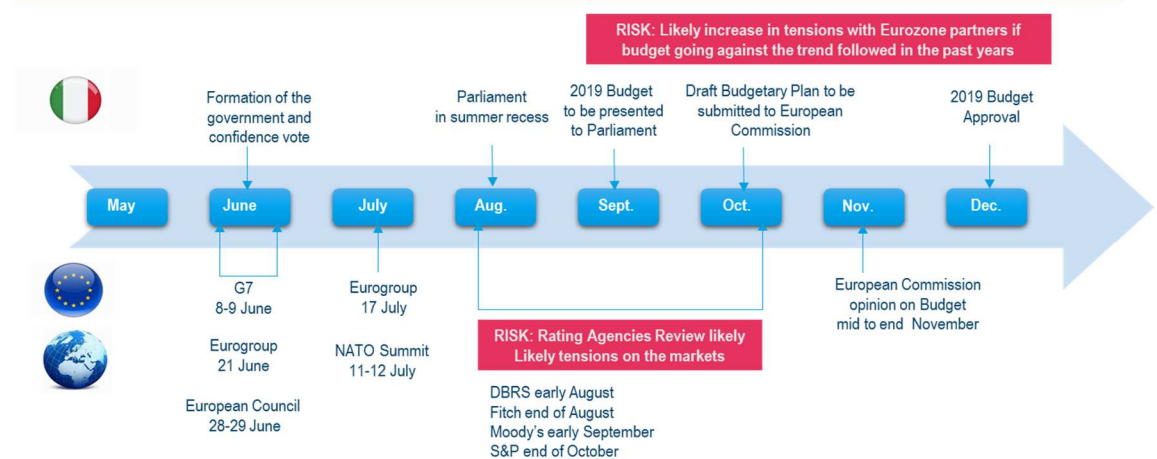 RISK: Likely increase in tensions with Eurozone partners if
budget going against the trend followed in the past years
Formation of the
government and
confidence vote
Parliament
in summer recess
2019 Budget
to be presented
to Parliament
Draft Budgetary Plan to be
submitted to European
Commission
2019 Budget
Approval
May
June
July
Aug.
Sept.
Oct.
Nov.
Dec.
G7
8-9 June
Eurogroup
21 June
European Council
28-29 June
Eurogroup
17 July
NATO Summit
11-12 July
RISK: Rating Agencies Review likely
Likely tensions on the markets
DBRS early August
Fitch end of August
Moody's early September
S&P end of October
European Commission
opinion on Budget
mid to end November